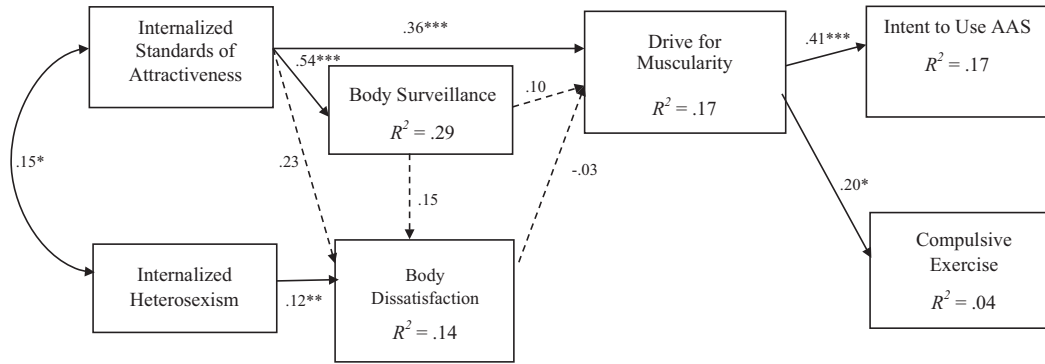 Internalized
Standards of
Attractiveness
.36***
.54***
Drive for
Muscularity
R² = .17
.41***
Intent to Use AAS
R² = .17
Body Surveillance
R² = .29
.10
.15*
.23
.15
-.03
.20*
Internalized
Heterosexism
.12**
Body
Dissatisfaction
R² = .14
Compulsive
Exercise
R² = .04